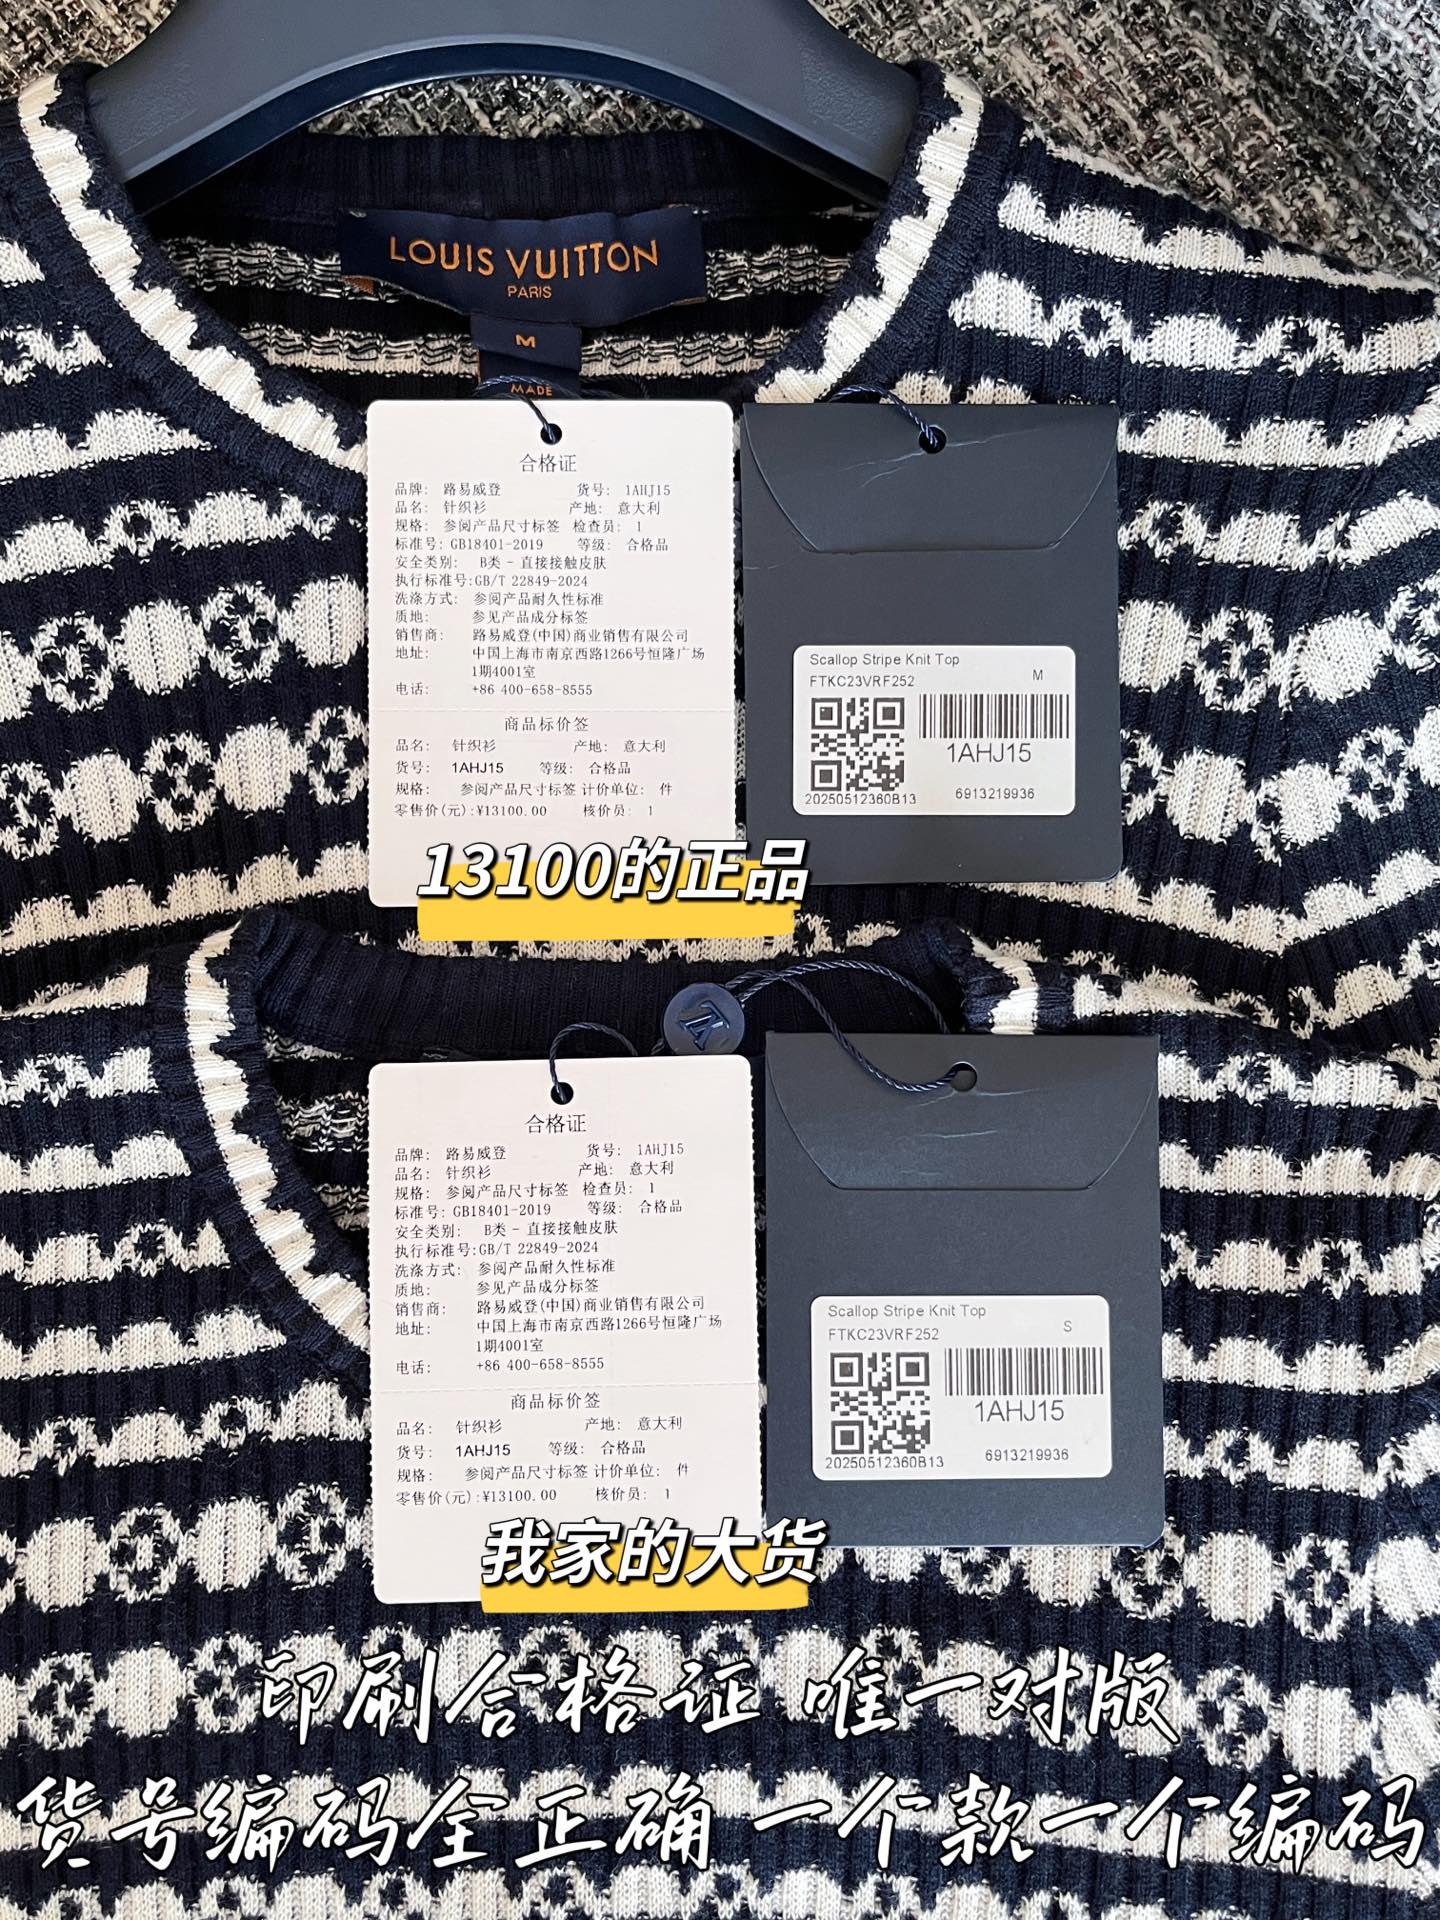 LOUIS VUITTON
PARIS
M
MADE
合格证
品牌: 路易威登 货号: 1AHJ15
品名: 针织衫 产地: 意大利
规格: 参阅产品尺寸标签 检查员: 1
标准号: GB18401-2019 等级: 合格品
安全类别: B类 - 直接接触皮肤
执行标准号:GB/T 22849-2024
洗涤方式: 参阅产品耐久性标准
质地: 参见产品成分标签
销售商: 路易威登(中国)商业销售有限公司
地址: 中国上海市南京西路1266号恒隆广场
1期4001室
电话: +86 400-658-8555
商品标价签
品名: 针织衫 产地: 意大利
货号: 1AHJ15 等级: 合格品
规格: 参阅产品尺寸标签 计价单位: 件
零售价(元):¥13100.00 核价员: 1
Scallop Stripe Knit Top
FTKC23VRF252 M
1AHJ15
20250512360B13 6913219936
13100的正品
合格证
品牌: 路易威登 货号: 1AHJ15
品名: 针织衫 产地: 意大利
规格: 参阅产品尺寸标签 检查员: 1
标准号: GB18401-2019 等级: 合格品
安全类别: B类 - 直接接触皮肤
执行标准号:GB/T 22849-2024
洗涤方式: 参阅产品耐久性标准
质地: 参见产品成分标签
销售商: 路易威登(中国)商业销售有限公司
地址: 中国上海市南京西路1266号恒隆广场
1期4001室
电话: +86 400-658-8555
商品标价签
品名: 针织衫 产地: 意大利
货号: 1AHJ15 等级: 合格品
规格: 参阅产品尺寸标签 计价单位: 件
零售价(元):¥13100.00 核价员: 1
LV
Scallop Stripe Knit Top
FTKC23VRF252 S
1AHJ15
20250512360B13 6913219936
我家的大货
印刷合格证 唯一对版
货号编码全正确 一个款一个编码